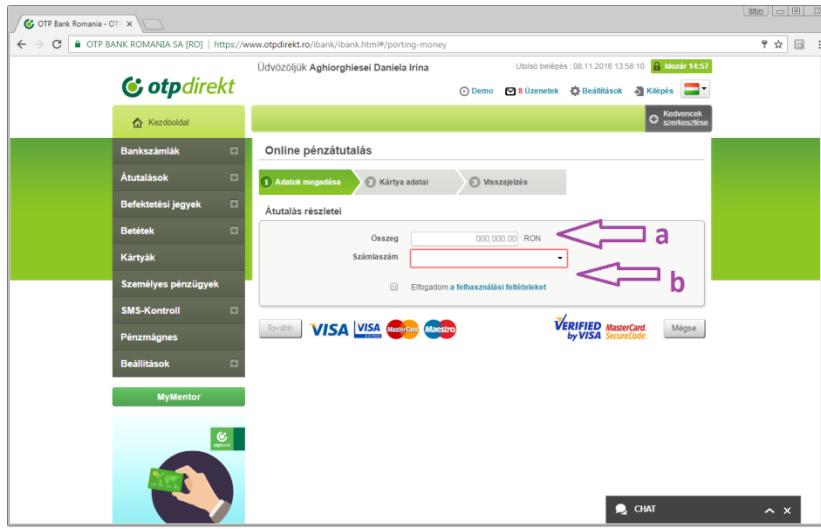 OTP Bank Romania - OTP
OTP BANK ROMANIA SA [RO] https://www.otpdirekt.ro/ibank/ibank.html#/porting-money
Üdvözöljük Aghiorghiesei Daniela Irina
Utolsó belépés : 08.11.2016 13:58:10
Idozár 14:57
otpdirekt
Demo
8 Üzenetek
Beállítások
Kilépés
Kezdoldal
Kedvencek
szerkesztése
Bankszámlák
Átutalások
Befektetési jegyek
Betétek
Kártyák
Személyes pénzügyek
SMS-Kontroll
Pénzmágnes
Beállítások
MyMentor
Online pénzátutalás
1 Adatok megadása
2 Kártya adatai
3 Visszajelzés
Átutalás részletei
Összeg 000,000.00 RON
a
Számlaszám
b
Elfogadom a felhasználási feltételeket
Tovább
VISA
VISA
MasterCard
Maestro
VERIFIED
by VISA
MasterCard.
SecureCode.
Mégse
CHAT